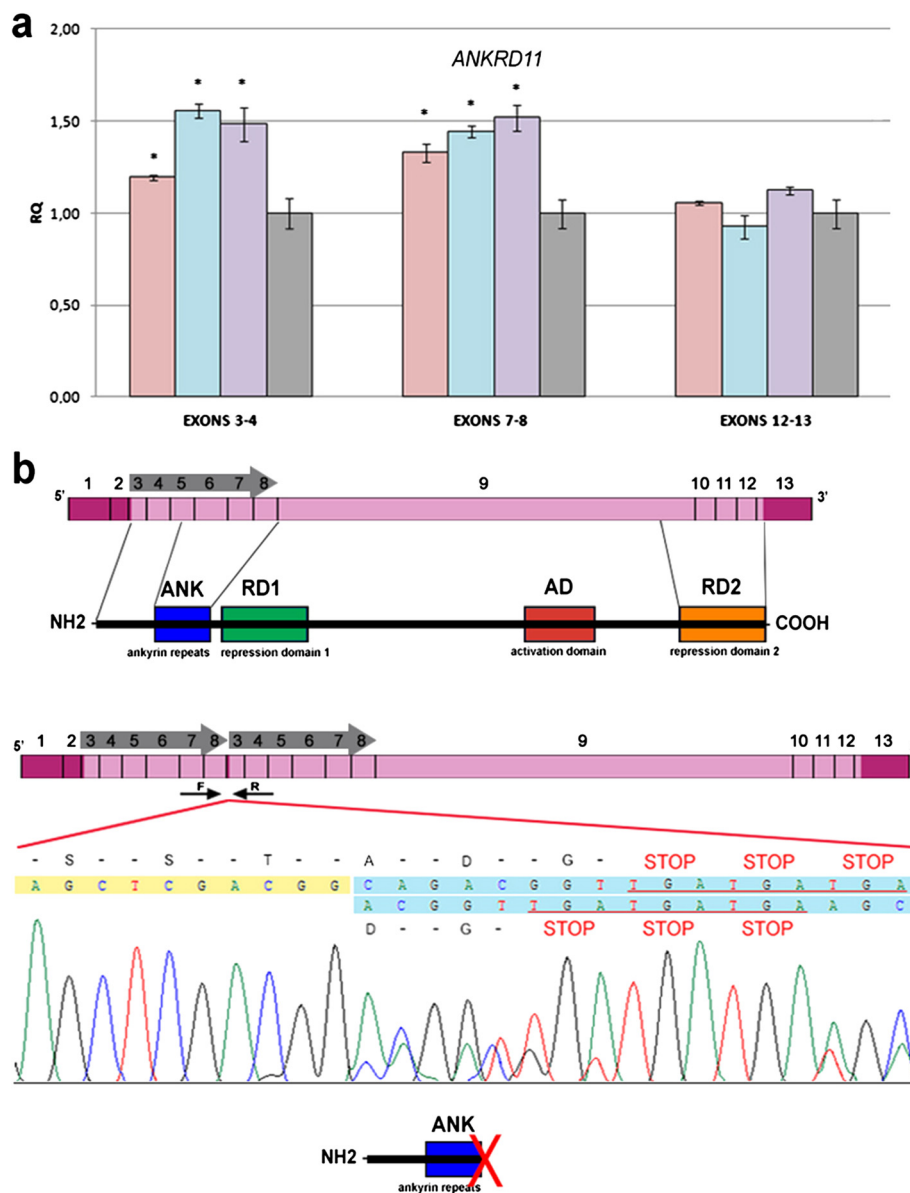 a
2,00
ANKRD11
* * * * * *
1,50
RQ
1,00
0,50
0,00
EXONS 3-4 EXONS 7-8 EXONS 12-13
b
1 2 3 4 5 6 7 8 9 10 11 12 13
5' 3'
ANK RD1 AD RD2
NH2 COOH
ankyrin repeats repression domain 1 activation domain repression domain 2
5' 1 2 3 4 5 6 7 8 3 4 5 6 7 8 9 10 11 12 13
F R
- S - - S - - T - - A - - D - - G - STOP STOP STOP
A G C T C G A C G G C A G A C G G T T G A T G A T G A
A C G G T T G A T G A T G A A G C
D - - G - STOP STOP STOP
ANK
NH2
X
ankyrin repeats